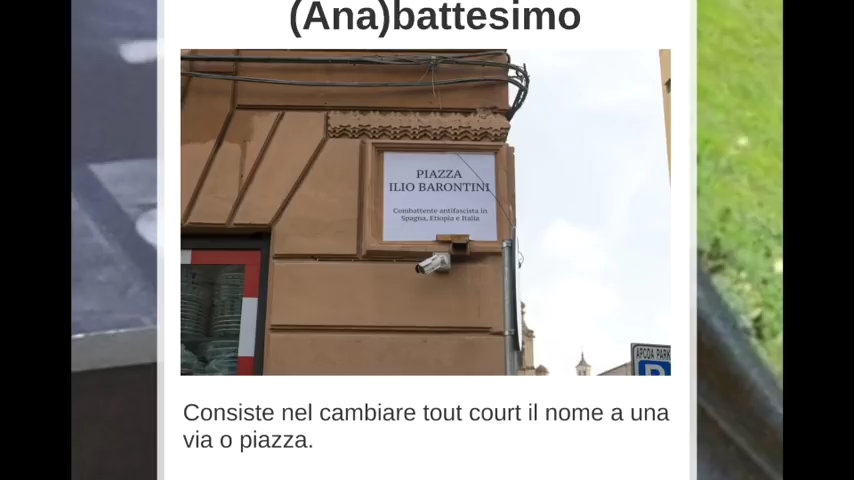 (Ana)battesimo
PIAZZA
ILIO BARONTINI
Combattente antifascista in
Spagna, Etiopia e Italia
APCOA PARK
P
Consiste nel cambiare tout court il nome a una
via o piazza.